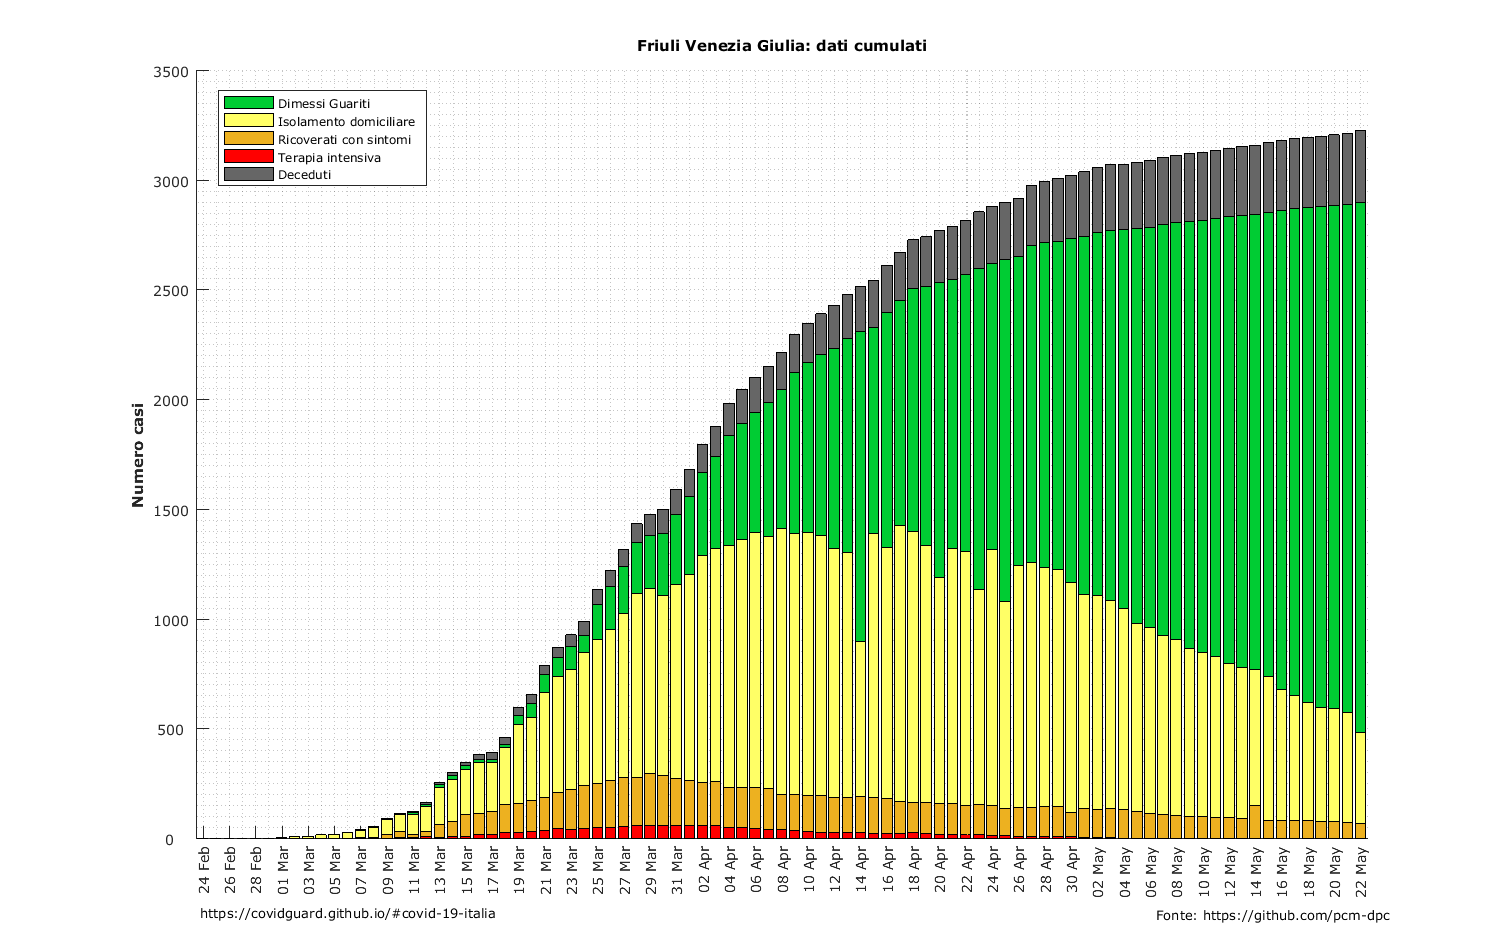 Friuli Venezia Giulia: dati cumulati
3500
3000
2500
2000
1500
1000
500
0
Numero casi
Dimessi Guariti
Isolamento domiciliare
Ricoverati con sintomi
Terapia intensiva
Deceduti
24 Feb
26 Feb
28 Feb
01 Mar
03 Mar
05 Mar
07 Mar
09 Mar
11 Mar
13 Mar
15 Mar
17 Mar
19 Mar
21 Mar
23 Mar
25 Mar
27 Mar
29 Mar
31 Mar
02 Apr
04 Apr
06 Apr
08 Apr
10 Apr
12 Apr
14 Apr
16 Apr
18 Apr
20 Apr
22 Apr
24 Apr
26 Apr
28 Apr
30 Apr
02 May
04 May
06 May
08 May
10 May
12 May
14 May
16 May
18 May
20 May
22 May
https://covidguard.github.io/#covid-19-italia
Fonte: https://github.com/pcm-dpc